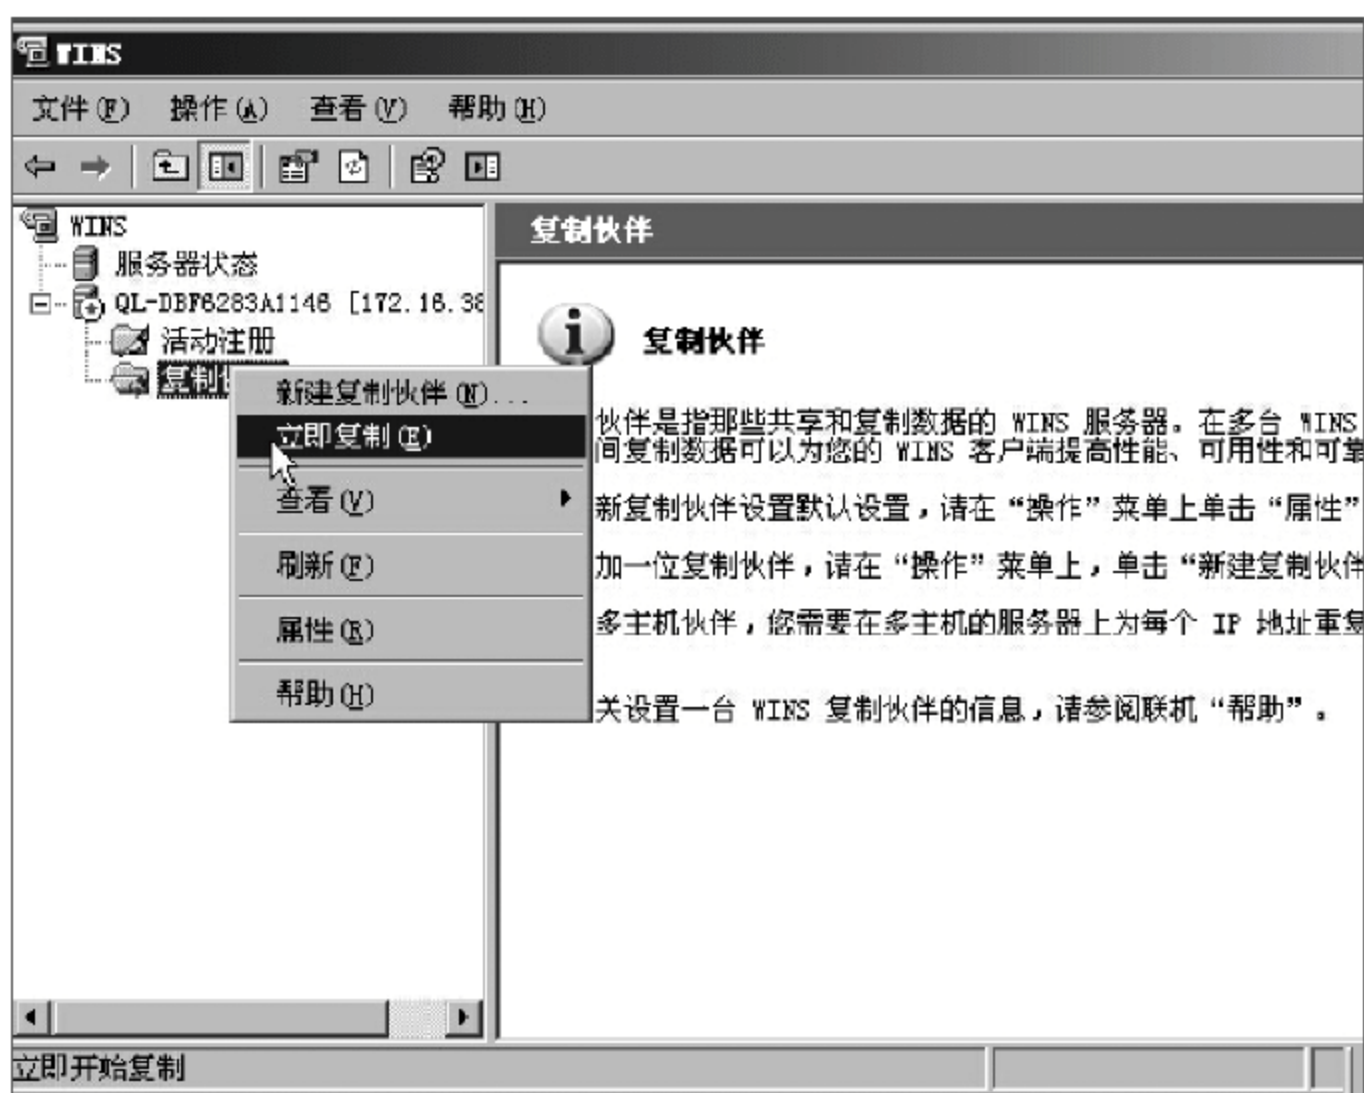 WINS
文件(F) 操作(A) 查看(V) 帮助(H)
WINS
服务器状态
QL-DBF6283A1146 [172.16.38
活动注册
复制
新建复制伙伴(N)...
立即复制(E)
查看(V)
刷新(F)
属性(R)
帮助(H)
复制伙伴
复制伙伴
伙伴是指那些共享和复制数据的 WINS 服务器。在多台 WINS
间复制数据可以为您的 WINS 客户端提高性能、可用性和可靠
新复制伙伴设置默认设置，请在“操作”菜单上单击“属性”
加一位复制伙伴，请在“操作”菜单上，单击“新建复制伙伴
多主机伙伴，您需要在多主机的服务器上为每个 IP 地址重复
关设置一台 WINS 复制伙伴的信息，请参阅联机“帮助”。
立即开始复制